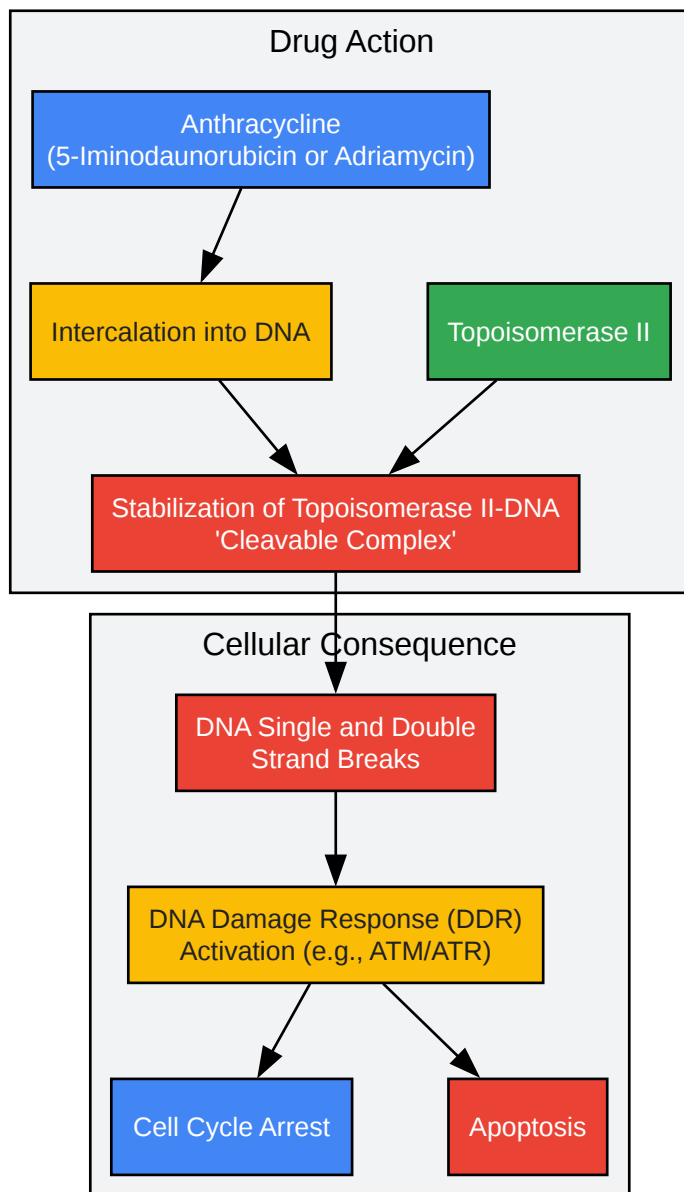 Drug Action
Anthracycline
(5-Iminodaunorubicin or Adriamycin)
Intercalation into DNA
Topoisomerase II
Stabilization of Topoisomerase II-DNA
'Cleavable Complex'
Cellular Consequence
DNA Single and Double
Strand Breaks
DNA Damage Response (DDR)
Activation (e.g., ATM/ATR)
Cell Cycle Arrest
Apoptosis